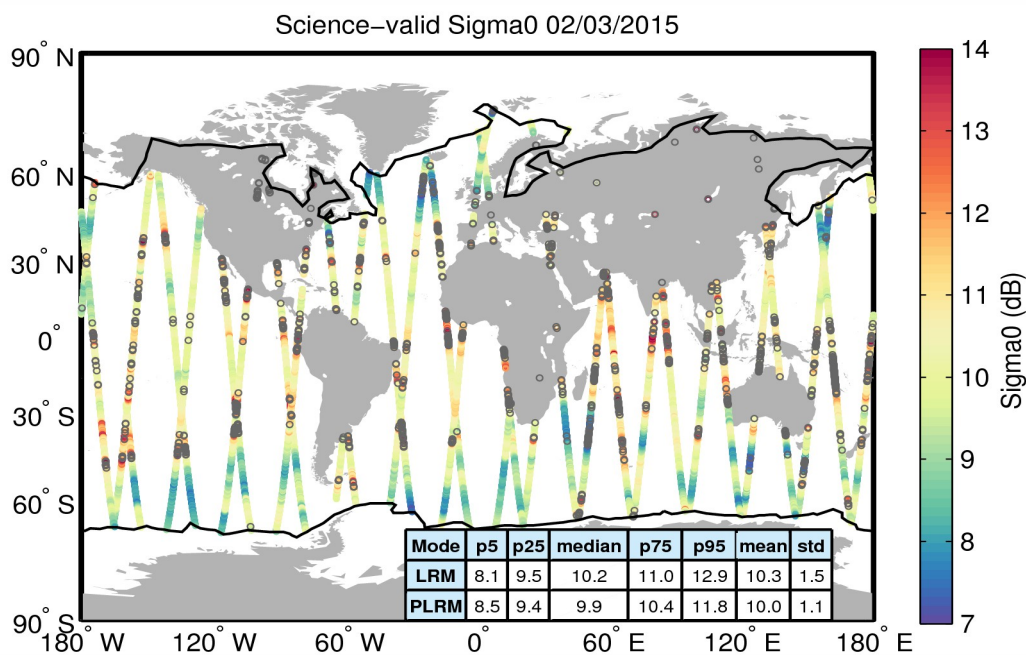 Science-valid Sigma0 02/03/2015
90° N
60° N
30° N
0°
30° S
60° S
90° S
180° W
120° W
60° W
0°
60° E
120° E
180° E
14
13
12
11
10
9
8
7
Sigma0 (dB)
Mode p5 p25 median p75 p95 mean std
LRM 8.1 9.5 10.2 11.0 12.9 10.3 1.5
PLRM 8.5 9.4 9.9 10.4 11.8 10.0 1.1